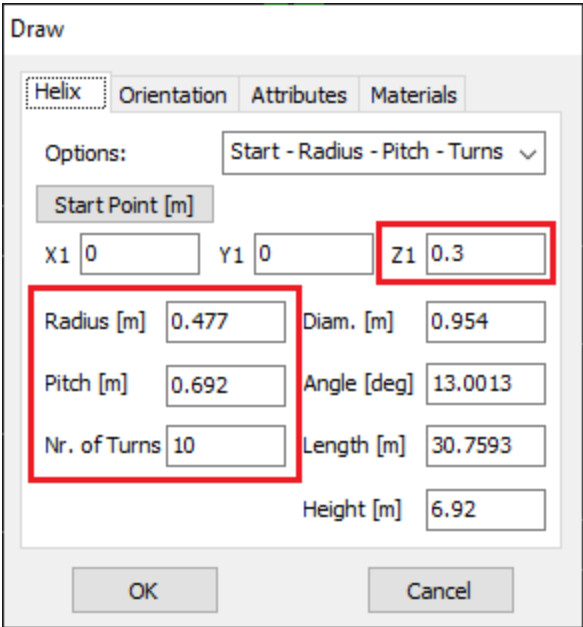 Draw
Helix Orientation Attributes Materials
Options: Start - Radius - Pitch - Turns
Start Point [m]
X1 0 Y1 0 Z1 0.3
Radius [m] 0.477 Diam. [m] 0.954
Pitch [m] 0.692 Angle [deg] 13.0013
Nr. of Turns 10 Length [m] 30.7593
Height [m] 6.92
OK Cancel